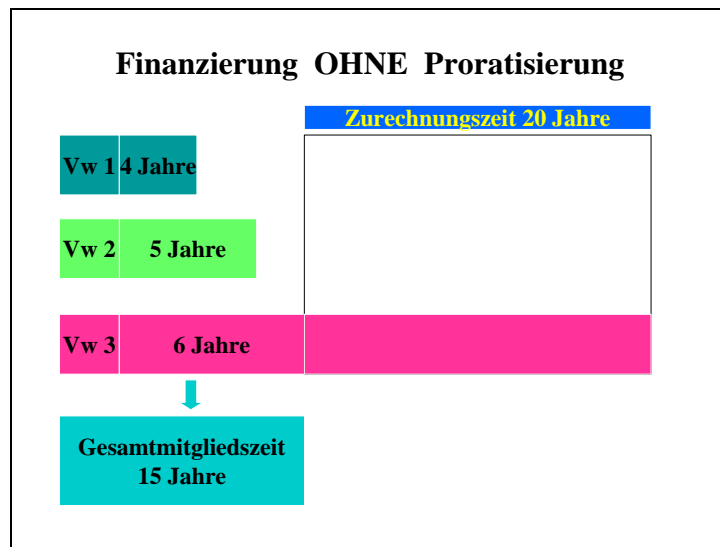 Finanzierung OHNE Proratisierung
Zurechnungszeit 20 Jahre
Vw 1 4 Jahre
Vw 2 5 Jahre
Vw 3 6 Jahre
Gesamtmitgliedszeit
15 Jahre